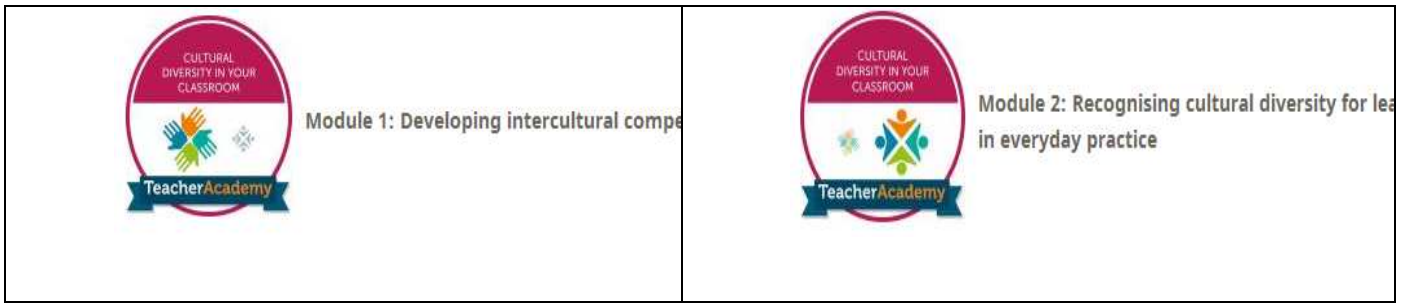 CULTURAL
DIVERSITY IN YOUR
CLASSROOM
TeacherAcademy
Module 1: Developing intercultural compe
CULTURAL
DIVERSITY IN YOUR
CLASSROOM
TeacherAcademy
Module 2: Recognising cultural diversity for lea
in everyday practice